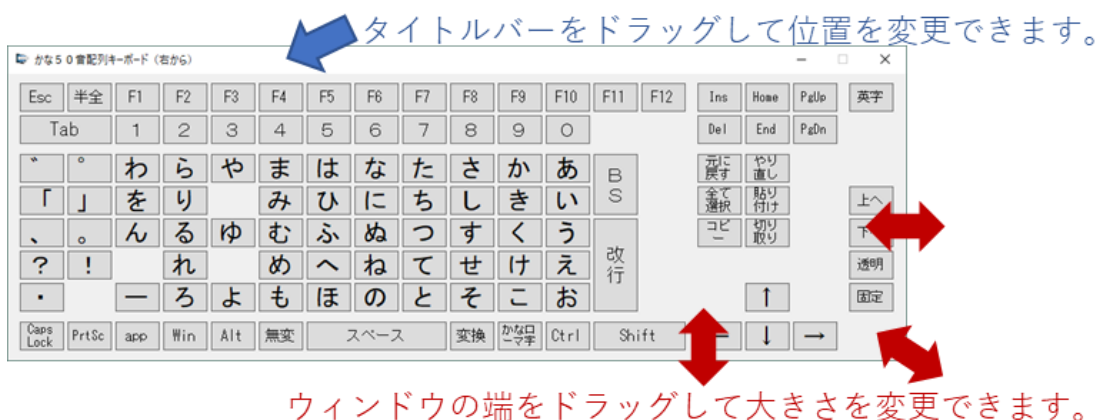 タイトルバーをドラッグして位置を変更できます。
かな50音配列キーボード（右から）
Esc 半全 F1 F2 F3 F4 F5 F6 F7 F8 F9 F10 F11 F12 Ins Home PgUp 英字
Tab 1 2 3 4 5 6 7 8 9 0 Del End PgDn
゛ ゜ わ ら や ま は な た さ か あ BS 元に戻す やり直し
「 」 を り み ひ に ち し き い 全て選択 貼り付け 上へ
、 。 ん る ゆ む ふ ぬ つ す く う 改行 コピー 切り取り 下
? ! れ め へ ね て せ け え 透明
・ ー ろ よ も ほ の と そ こ お ↑ 固定
Caps Lock PrtSc app Win Alt 無変 スペース 変換 かなローマ字 Ctrl Shift ↓ →
ウィンドウの端をドラッグして大きさを変更できます。